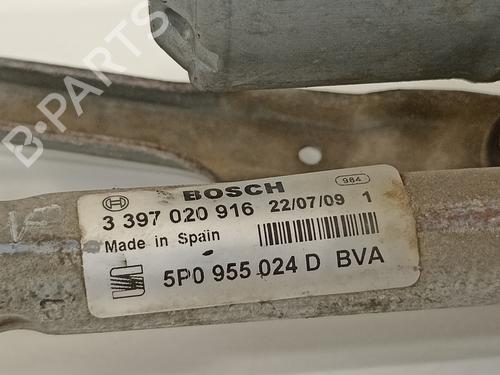 B-PARTS
BOSCH 984
3 397 020 916 22/07/09 1
Made in Spain
5P0 955 024 D BVA